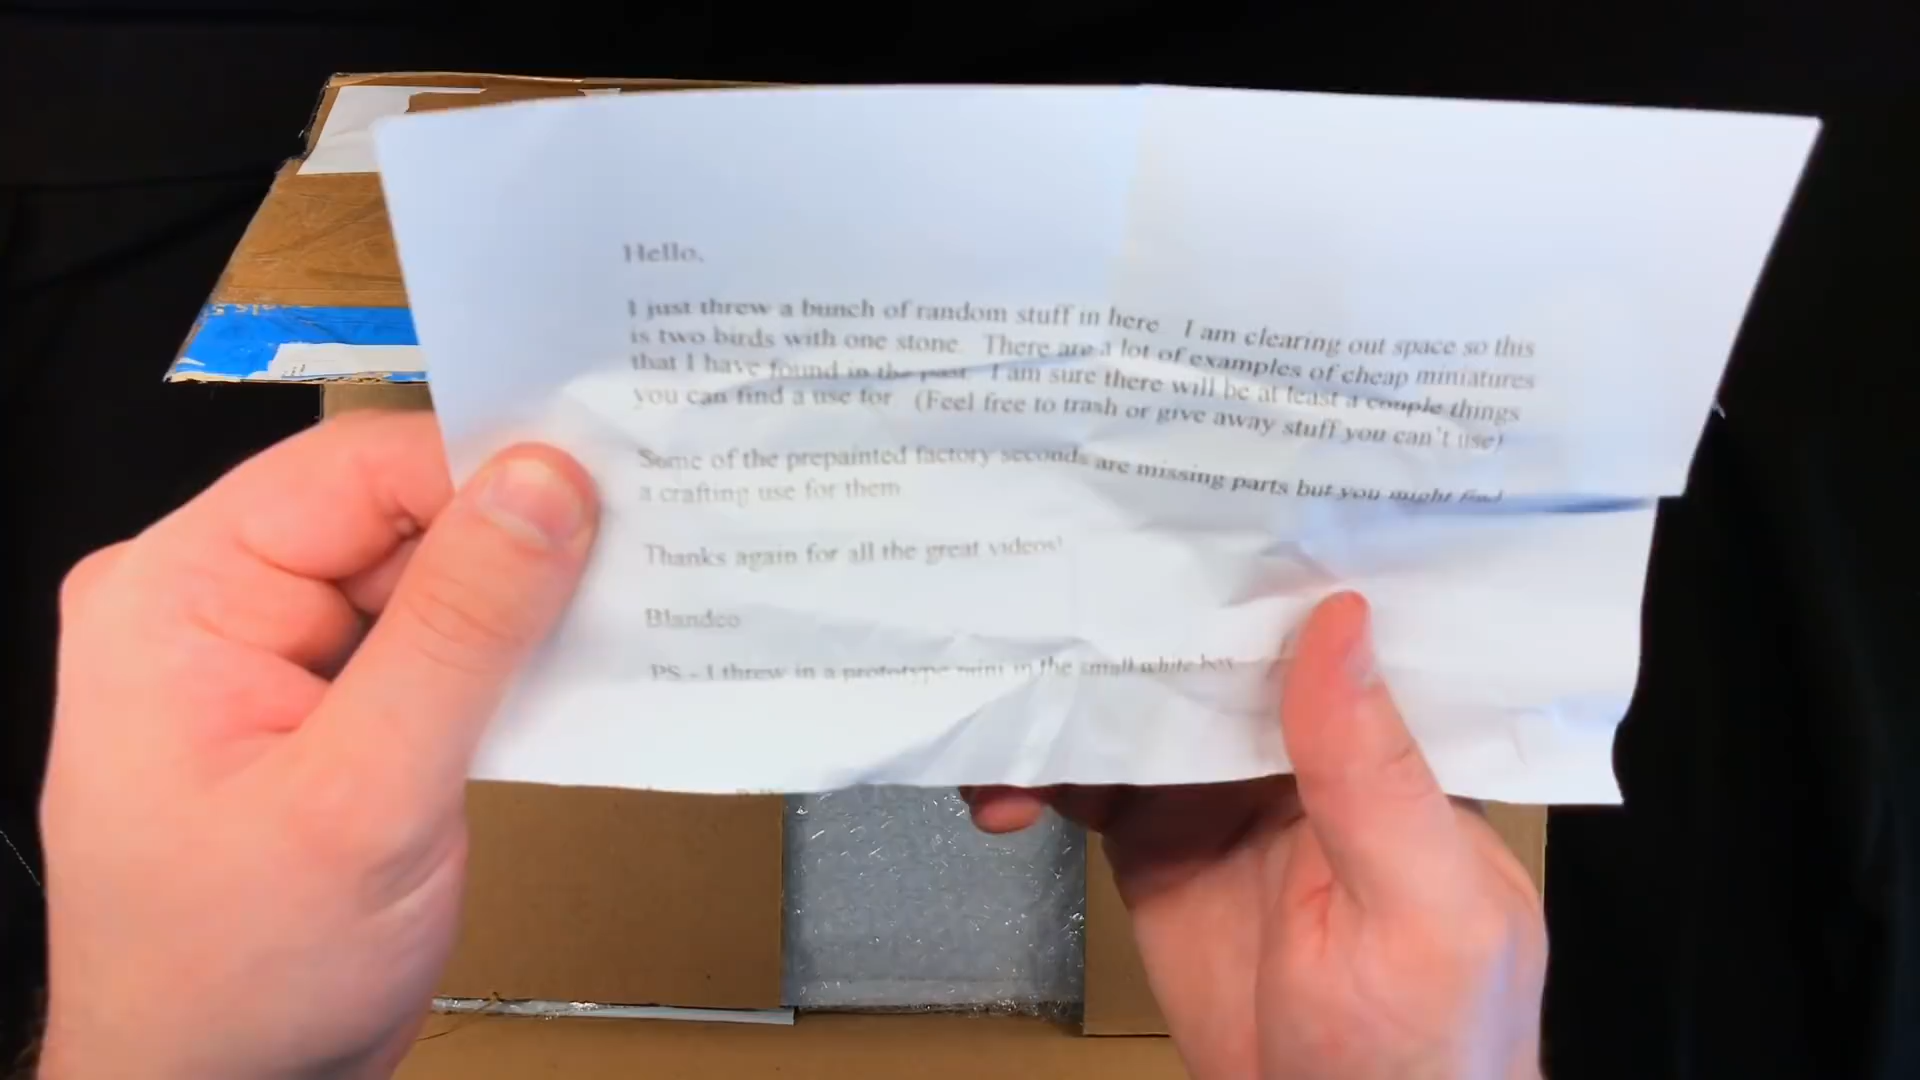 Hello,
I just threw a bunch of random stuff in here. I am clearing out space so this
is two birds with one stone. There are a lot of examples of cheap miniatures
that I have found in the past. I am sure there will be at least a couple things
you can find a use for. (Feel free to trash or give away stuff you can't use)
Some of the prepainted factory seconds are missing parts but you might find
a crafting use for them.
Thanks again for all the great videos!
Blandco
PS - I threw in a prototype mini in the small white box.